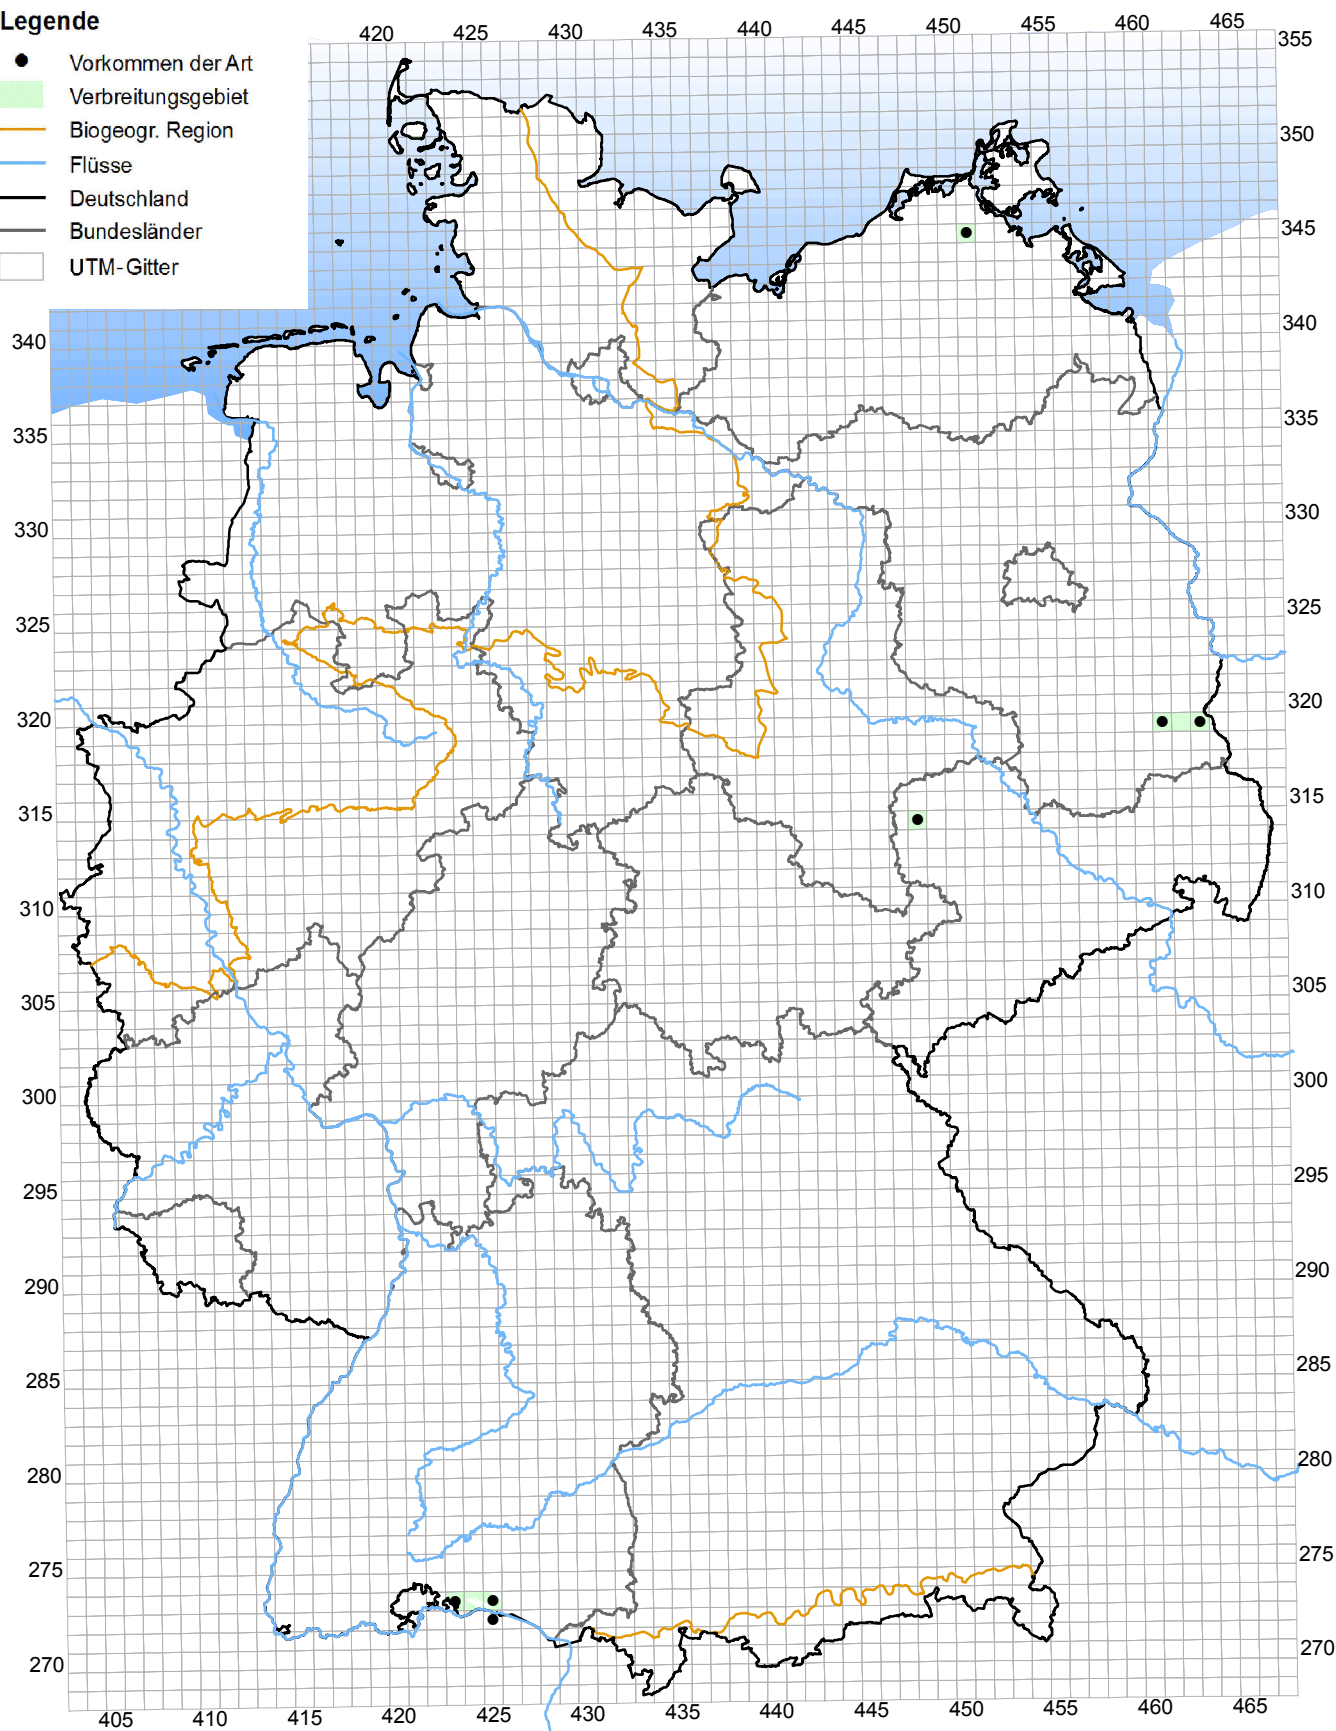 Legende
Vorkommen der Art
Verbreitungsgebiet
Biogeogr. Region
Flüsse
Deutschland
Bundesländer
UTM-Gitter
420 425 430 435 440 445 450 455 460 465
355
350
345
340 340
335 335
330 330
325 325
320 320
315 315
310 310
305 305
300 300
295 295
290 290
285 285
280 280
275 275
270 270
405 410 415 420 425 430 435 440 445 450 455 460 465